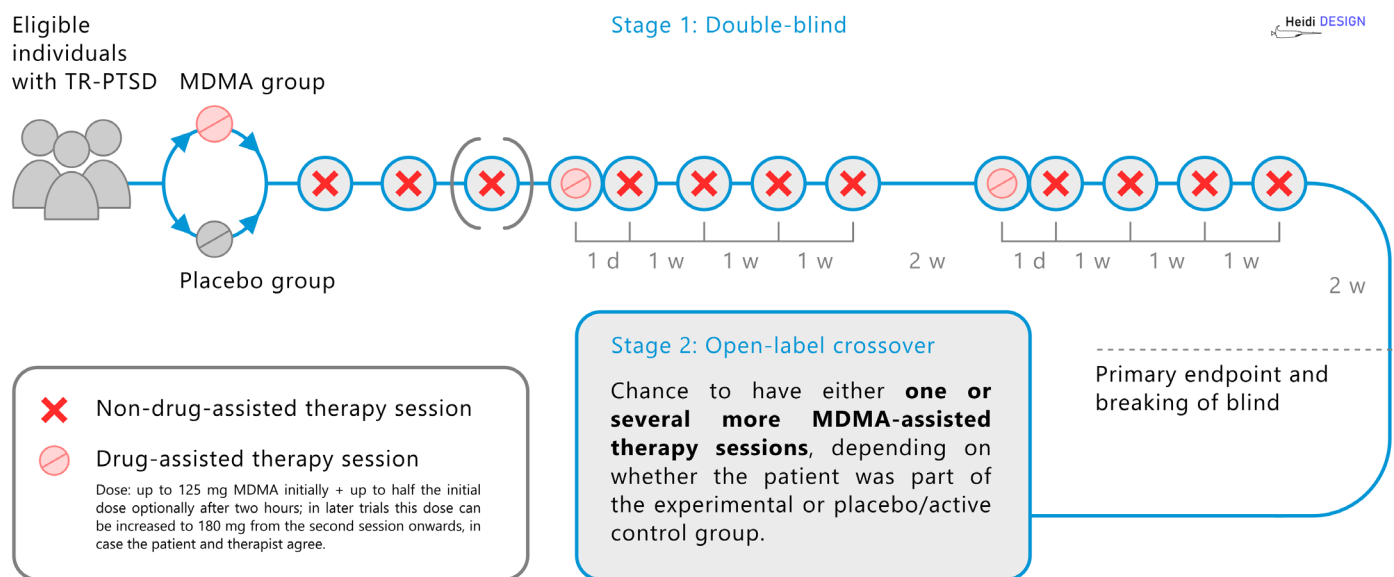 Eligible
individuals
with TR-PTSD
MDMA group
Placebo group
Stage 1: Double-blind
Heidi DESIGN
1 d
1 w
1 w
1 w
2 w
1 d
1 w
1 w
1 w
2 w
Primary endpoint and
breaking of blind
Stage 2: Open-label crossover
Chance to have either one or
several more MDMA-assisted
therapy sessions, depending on
whether the patient was part of
the experimental or placebo/active
control group.
Non-drug-assisted therapy session
Drug-assisted therapy session
Dose: up to 125 mg MDMA initially + up to half the initial
dose optionally after two hours; in later trials this dose can
be increased to 180 mg from the second session onwards, in
case the patient and therapist agree.